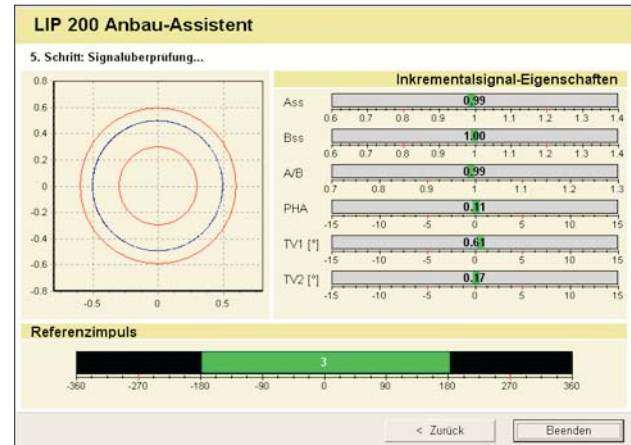 LIP 200 Anbau-Assistent
5. Schritt: Signalüberprüfung...
0.8
0.6
0.4
0.2
0
-0.2
-0.4
-0.6
-0.8
-0.5 0 0.5
Inkrementalsignal-Eigenschaften
Ass 0.99
0.6 0.7 0.8 0.9 1 1.1 1.2 1.3 1.4
Bss 1.00
0.6 0.7 0.8 0.9 1 1.1 1.2 1.3 1.4
A/B 0.99
0.7 0.8 0.9 1 1.1 1.2 1.3
PHA 0.11
-15 -10 -5 0 5 10 15
TV1 [°] 0.61
-15 -10 -5 0 5 10 15
TV2 [°] 0.17
-15 -10 -5 0 5 10 15
Referenzimpuls
3
-360 -270 -180 -90 0 90 180 270 360
< Zurück Beenden